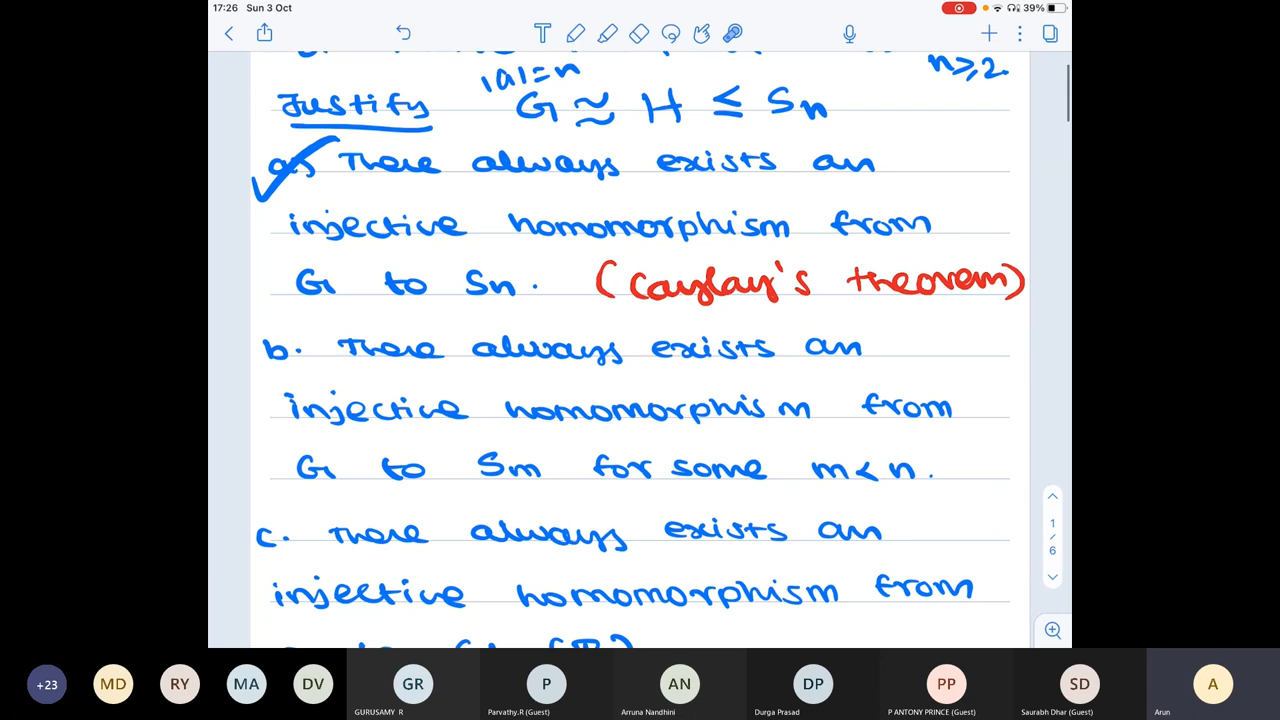 17:26 Sun 3 Oct
39%
|G|=n
n≥2.
Justify G ≈ H ≤ Sn
a) There always exists an
injective homomorphism from
G to Sn. (Cayley's theorem)
b. There always exists an
injective homomorphism from
G to Sm for some m<n.
c. There always exists an
injective homomorphism from
1
/
6
+23
MD
RY
MA
DV
GR
P
AN
DP
PP
SD
A
GURUSAMY R
Parvathy.R (Guest)
Arruna Nandhini
Durga Prasad
P ANTONY PRINCE (Guest)
Saurabh Dhar (Guest)
Arun